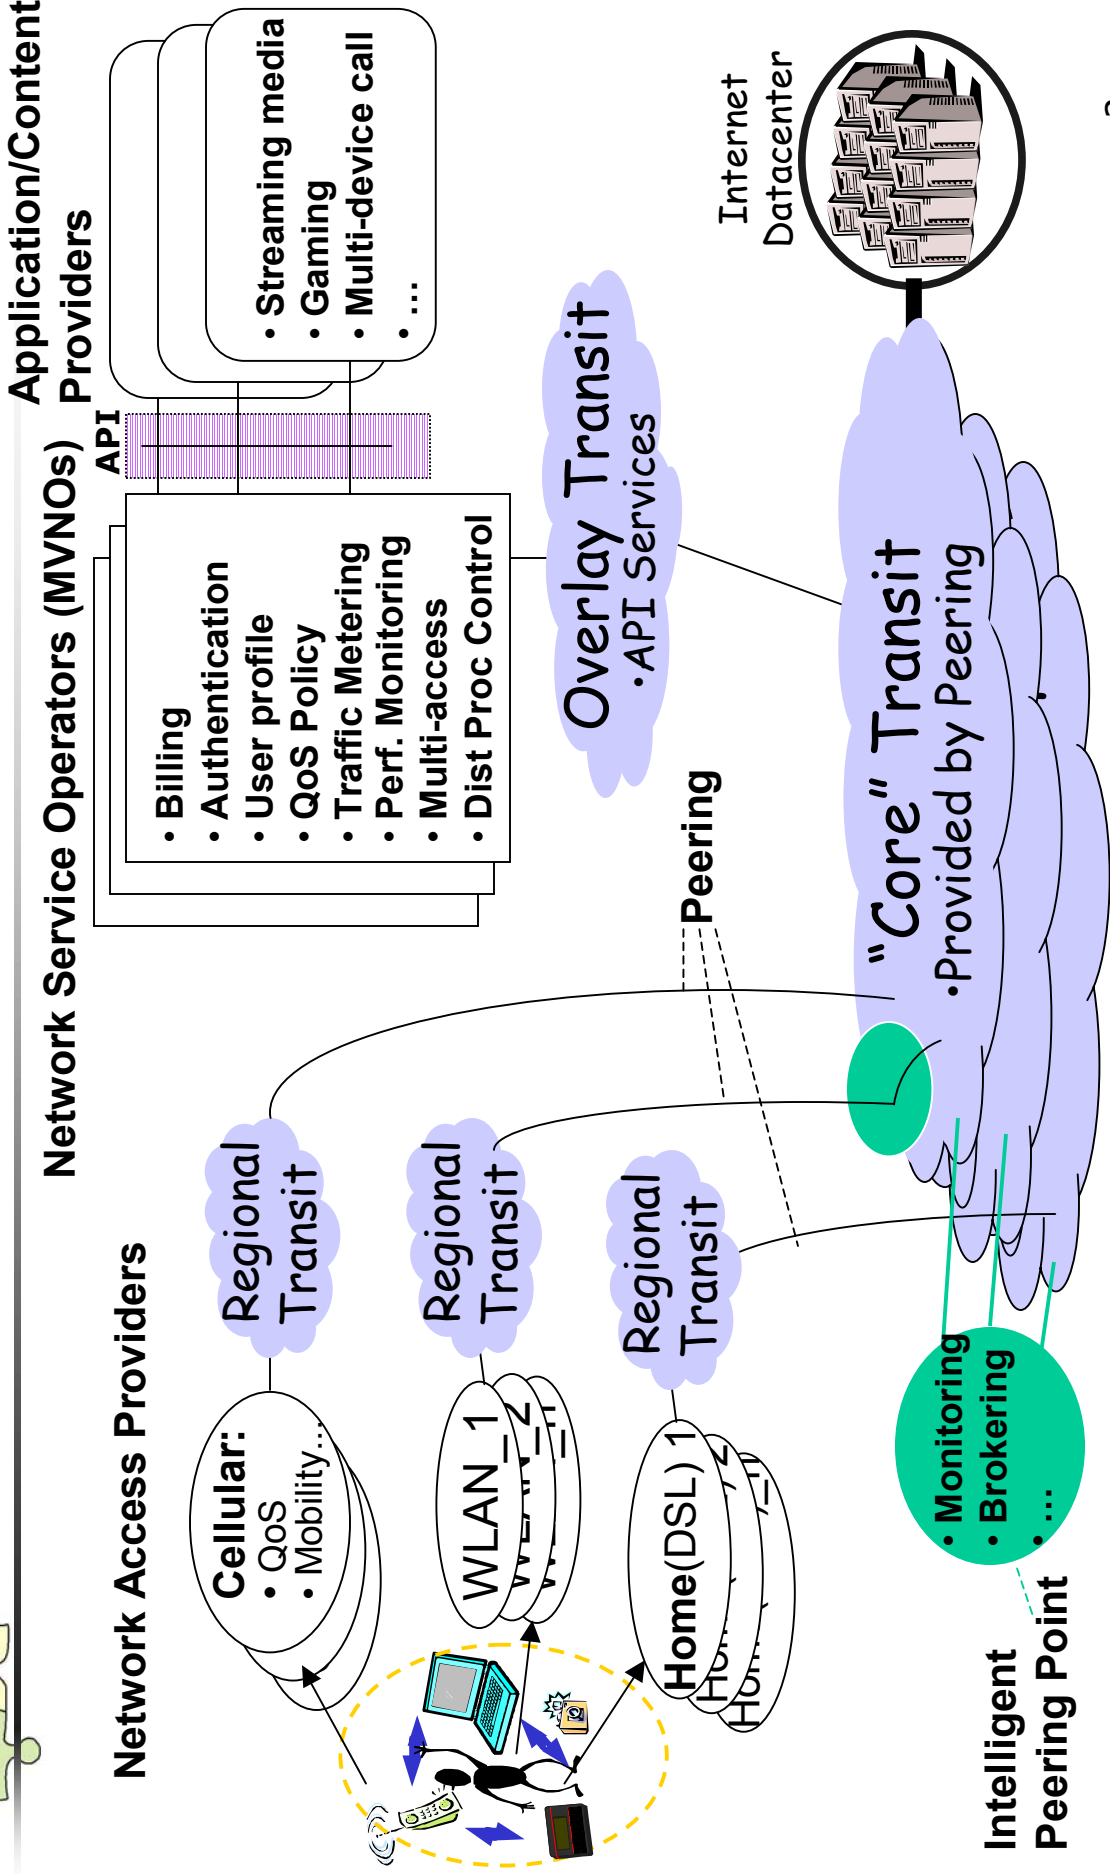 Application/Content
Providers
Network Service Operators (MVNOs)
API
• Streaming media
• Gaming
• Multi-device call
• …
• Billing
• Authentication
• User profile
• QoS Policy
• Traffic Metering
• Perf. Monitoring
• Multi-access
• Dist Proc Control
Network Access Providers
Cellular:
• QoS
• Mobility…
Regional
Transit
WLAN_1
Regional
Transit
Home(DSL) 1
Regional
Transit
Peering
Overlay Transit
•API Services
Internet
Datacenter
"Core" Transit
•Provided by Peering
• Monitoring
• Brokering
•…
Intelligent
Peering Point